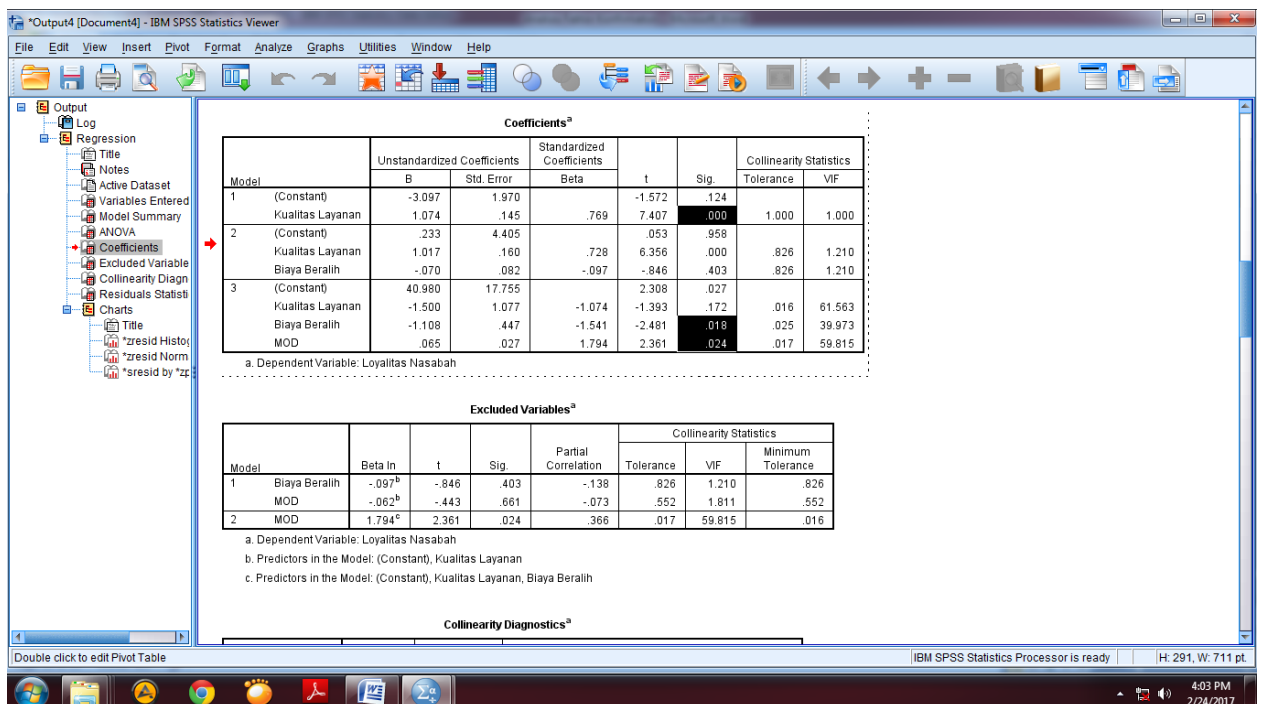 *Output4 [Document4] - IBM SPSS Statistics Viewer
File Edit View Insert Pivot Format Analyze Graphs Utilities Window Help
Output
Log
Regression
Title
Notes
Active Dataset
Variables Entered
Model Summary
ANOVA
Coefficients
Excluded Variable
Collinearity Diagn
Residuals Statisti
Charts
Title
*zresid Histog
*zresid Norm
*sresid by *zp
Coefficientsa
Model Unstandardized Coefficients Standardized Coefficients t Sig. Collinearity Statistics
B Std. Error Beta Tolerance VIF
1 (Constant) -3.097 1.970 -1.572 .124
Kualitas Layanan 1.074 .145 .769 7.407 .000 1.000 1.000
2 (Constant) .233 4.405 .053 .958
Kualitas Layanan 1.017 .160 .728 6.356 .000 .826 1.210
Biaya Beralih -.070 .082 -.097 -.846 .403 .826 1.210
3 (Constant) 40.980 17.755 2.308 .027
Kualitas Layanan -1.500 1.077 -1.074 -1.393 .172 .016 61.563
Biaya Beralih -1.108 .447 -1.541 -2.481 .018 .025 39.973
MOD .065 .027 1.794 2.361 .024 .017 59.815
a. Dependent Variable: Loyalitas Nasabah
Excluded Variablesa
Model Beta In t Sig. Partial Correlation Collinearity Statistics
Tolerance VIF Minimum Tolerance
1 Biaya Beralih -.097b -.846 .403 -.138 .826 1.210 .826
MOD -.062b -.443 .661 -.073 .552 1.811 .552
2 MOD 1.794c 2.361 .024 .366 .017 59.815 .016
a. Dependent Variable: Loyalitas Nasabah
b. Predictors in the Model: (Constant), Kualitas Layanan
c. Predictors in the Model: (Constant), Kualitas Layanan, Biaya Beralih
Collinearity Diagnosticsa
Double click to edit Pivot Table
IBM SPSS Statistics Processor is ready
H: 291, W: 711 pt.
4:03 PM
2/24/2017